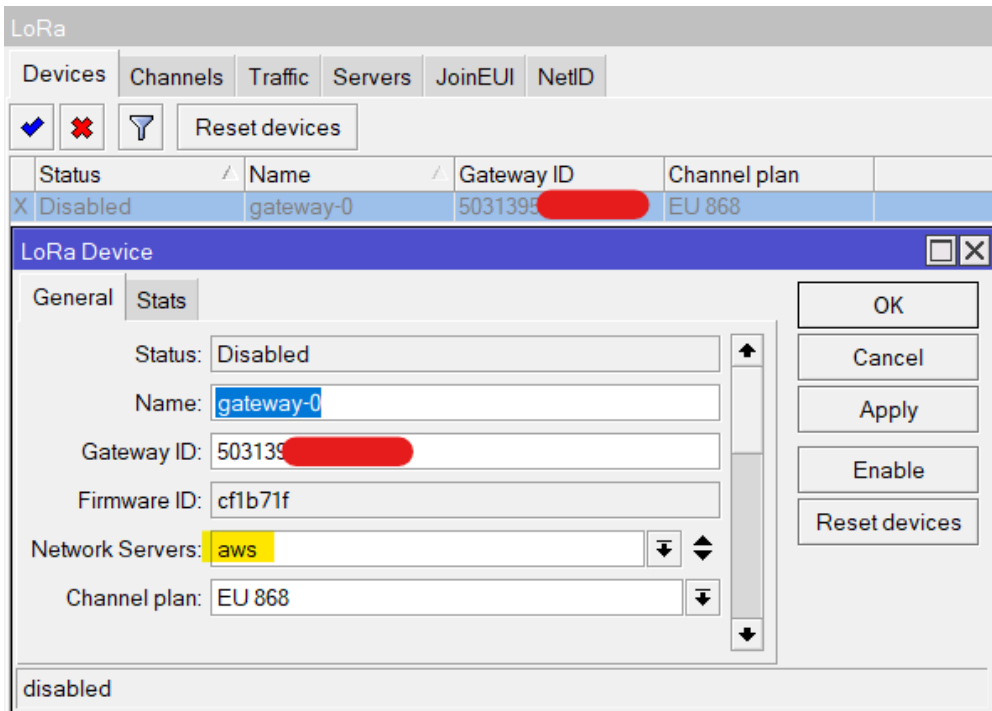 LoRa
Devices Channels Traffic Servers JoinEUI NetID
Reset devices
Status Name Gateway ID Channel plan
X Disabled gateway-0 5031395 EU 868
LoRa Device
General Stats
OK
Status: Disabled
Cancel
Name: gateway-0
Apply
Gateway ID: 503139
Enable
Firmware ID: cf1b71f
Reset devices
Network Servers: aws
Channel plan: EU 868
disabled